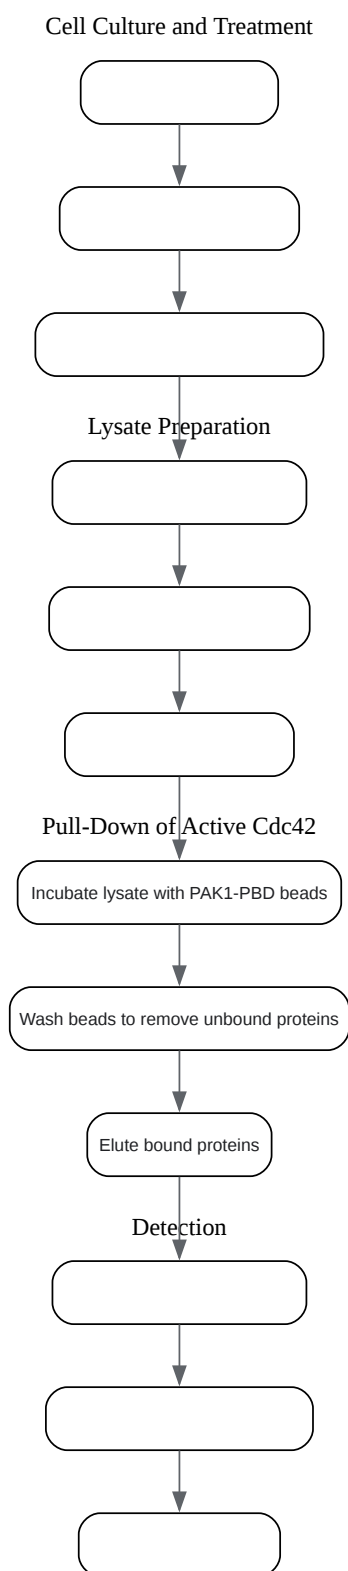 Cell Culture and Treatment
Lysate Preparation
Pull-Down of Active Cdc42
Incubate lysate with PAK1-PBD beads
Wash beads to remove unbound proteins
Elute bound proteins
Detection